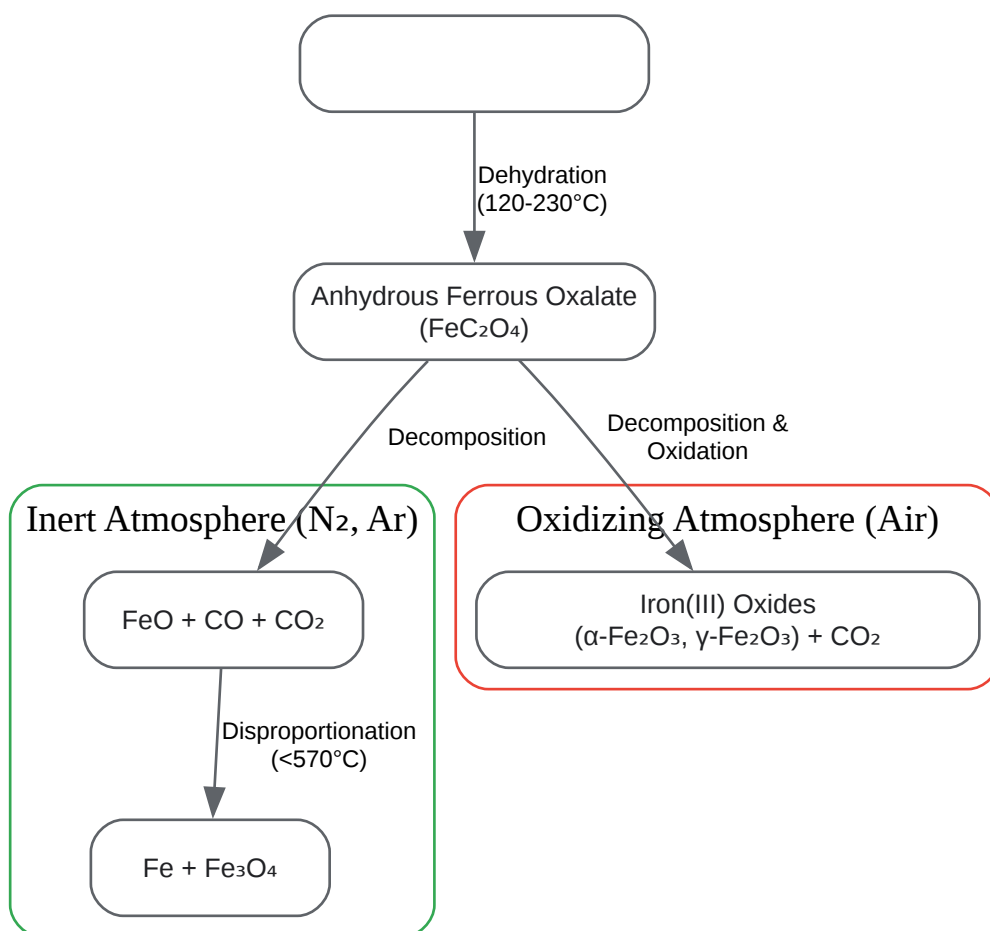 Dehydration
(120-230°C)
Anhydrous Ferrous Oxalate
(FeC₂O₄)
Decomposition
Decomposition &
Oxidation
Inert Atmosphere (N₂, Ar)
Oxidizing Atmosphere (Air)
FeO + CO + CO₂
Iron(III) Oxides
(α-Fe₂O₃, γ-Fe₂O₃) + CO₂
Disproportionation
(<570°C)
Fe + Fe₃O₄